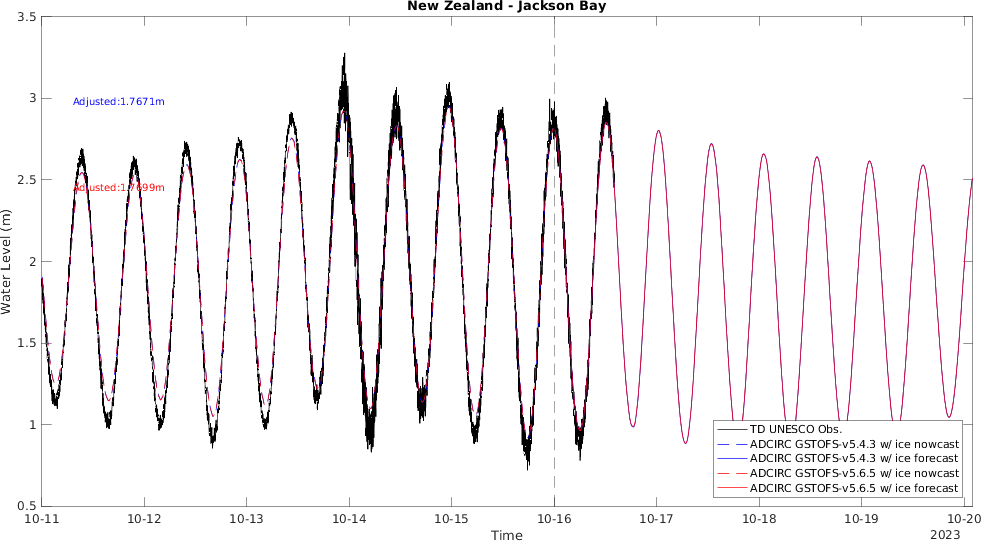 New Zealand - Jackson Bay
3.5
3
2.5
2
1.5
1
0.5
Water Level (m)
Adjusted:1.7671m
Adjusted:1.7699m
TD UNESCO Obs.
ADCIRC GSTOFS-v5.4.3 w/ ice nowcast
ADCIRC GSTOFS-v5.4.3 w/ ice forecast
ADCIRC GSTOFS-v5.6.5 w/ ice nowcast
ADCIRC GSTOFS-v5.6.5 w/ ice forecast
10-11 10-12 10-13 10-14 10-15 10-16 10-17 10-18 10-19 10-20
Time
2023